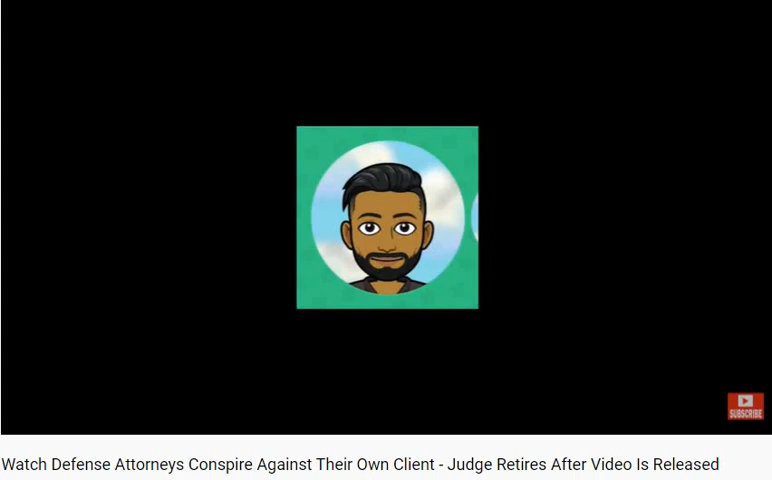 SUBSCRIBE
Watch Defense Attorneys Conspire Against Their Own Client - Judge Retires After Video Is Released